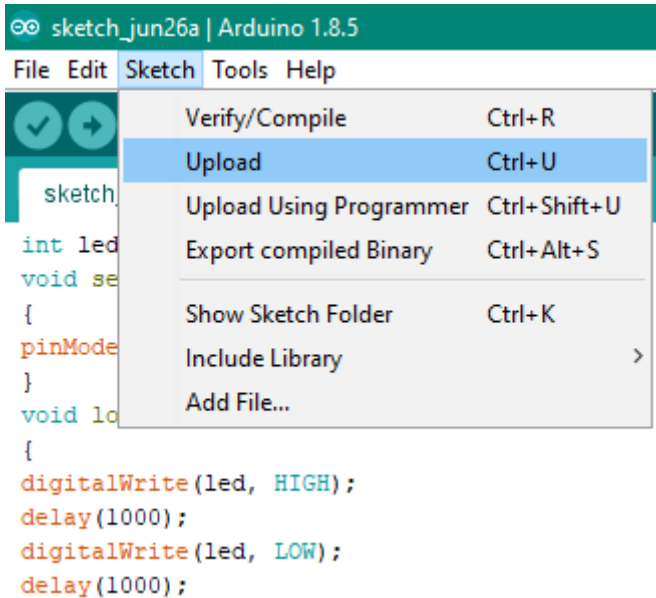 sketch_jun26a | Arduino 1.8.5
File Edit Sketch Tools Help
Verify/Compile Ctrl+R
Upload Ctrl+U
Upload Using Programmer Ctrl+Shift+U
Export compiled Binary Ctrl+Alt+S
Show Sketch Folder Ctrl+K
Include Library
Add File...
sketch_
int led
void se
{
pinMode
}
void lo
{
digitalWrite(led, HIGH);
delay(1000);
digitalWrite(led, LOW);
delay(1000);